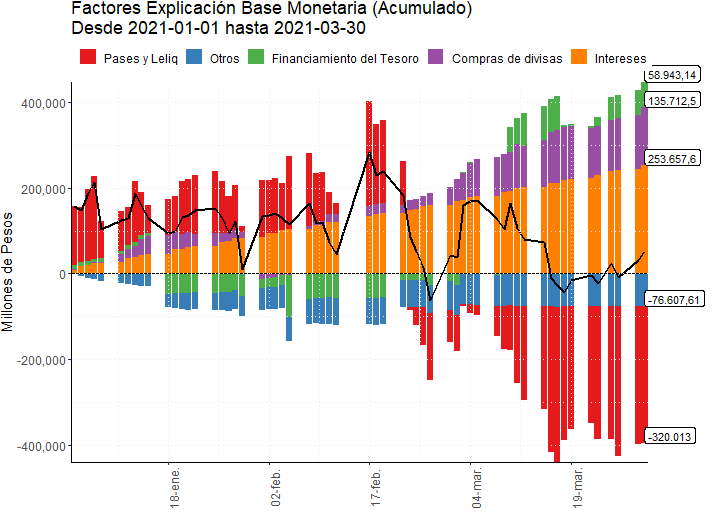 Factores Explicación Base Monetaria (Acumulado)
Desde 2021-01-01 hasta 2021-03-30
Pases y Leliq
Otros
Financiamiento del Tesoro
Compras de divisas
Intereses
58.943,14
135.712,5
253.657,6
-76.607,61
-320.013
Millones de Pesos
400,000
200,000
0
-200,000
-400,000
18-ene.
02-feb.
17-feb.
04-mar.
19-mar.